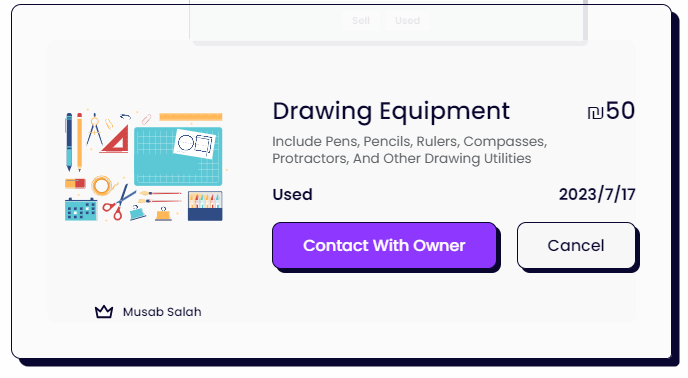 Sell Used
Drawing Equipment ₪50
Include Pens, Pencils, Rulers, Compasses,
Protractors, And Other Drawing Utilities
Used 2023/7/17
Contact With Owner Cancel
Musab Salah